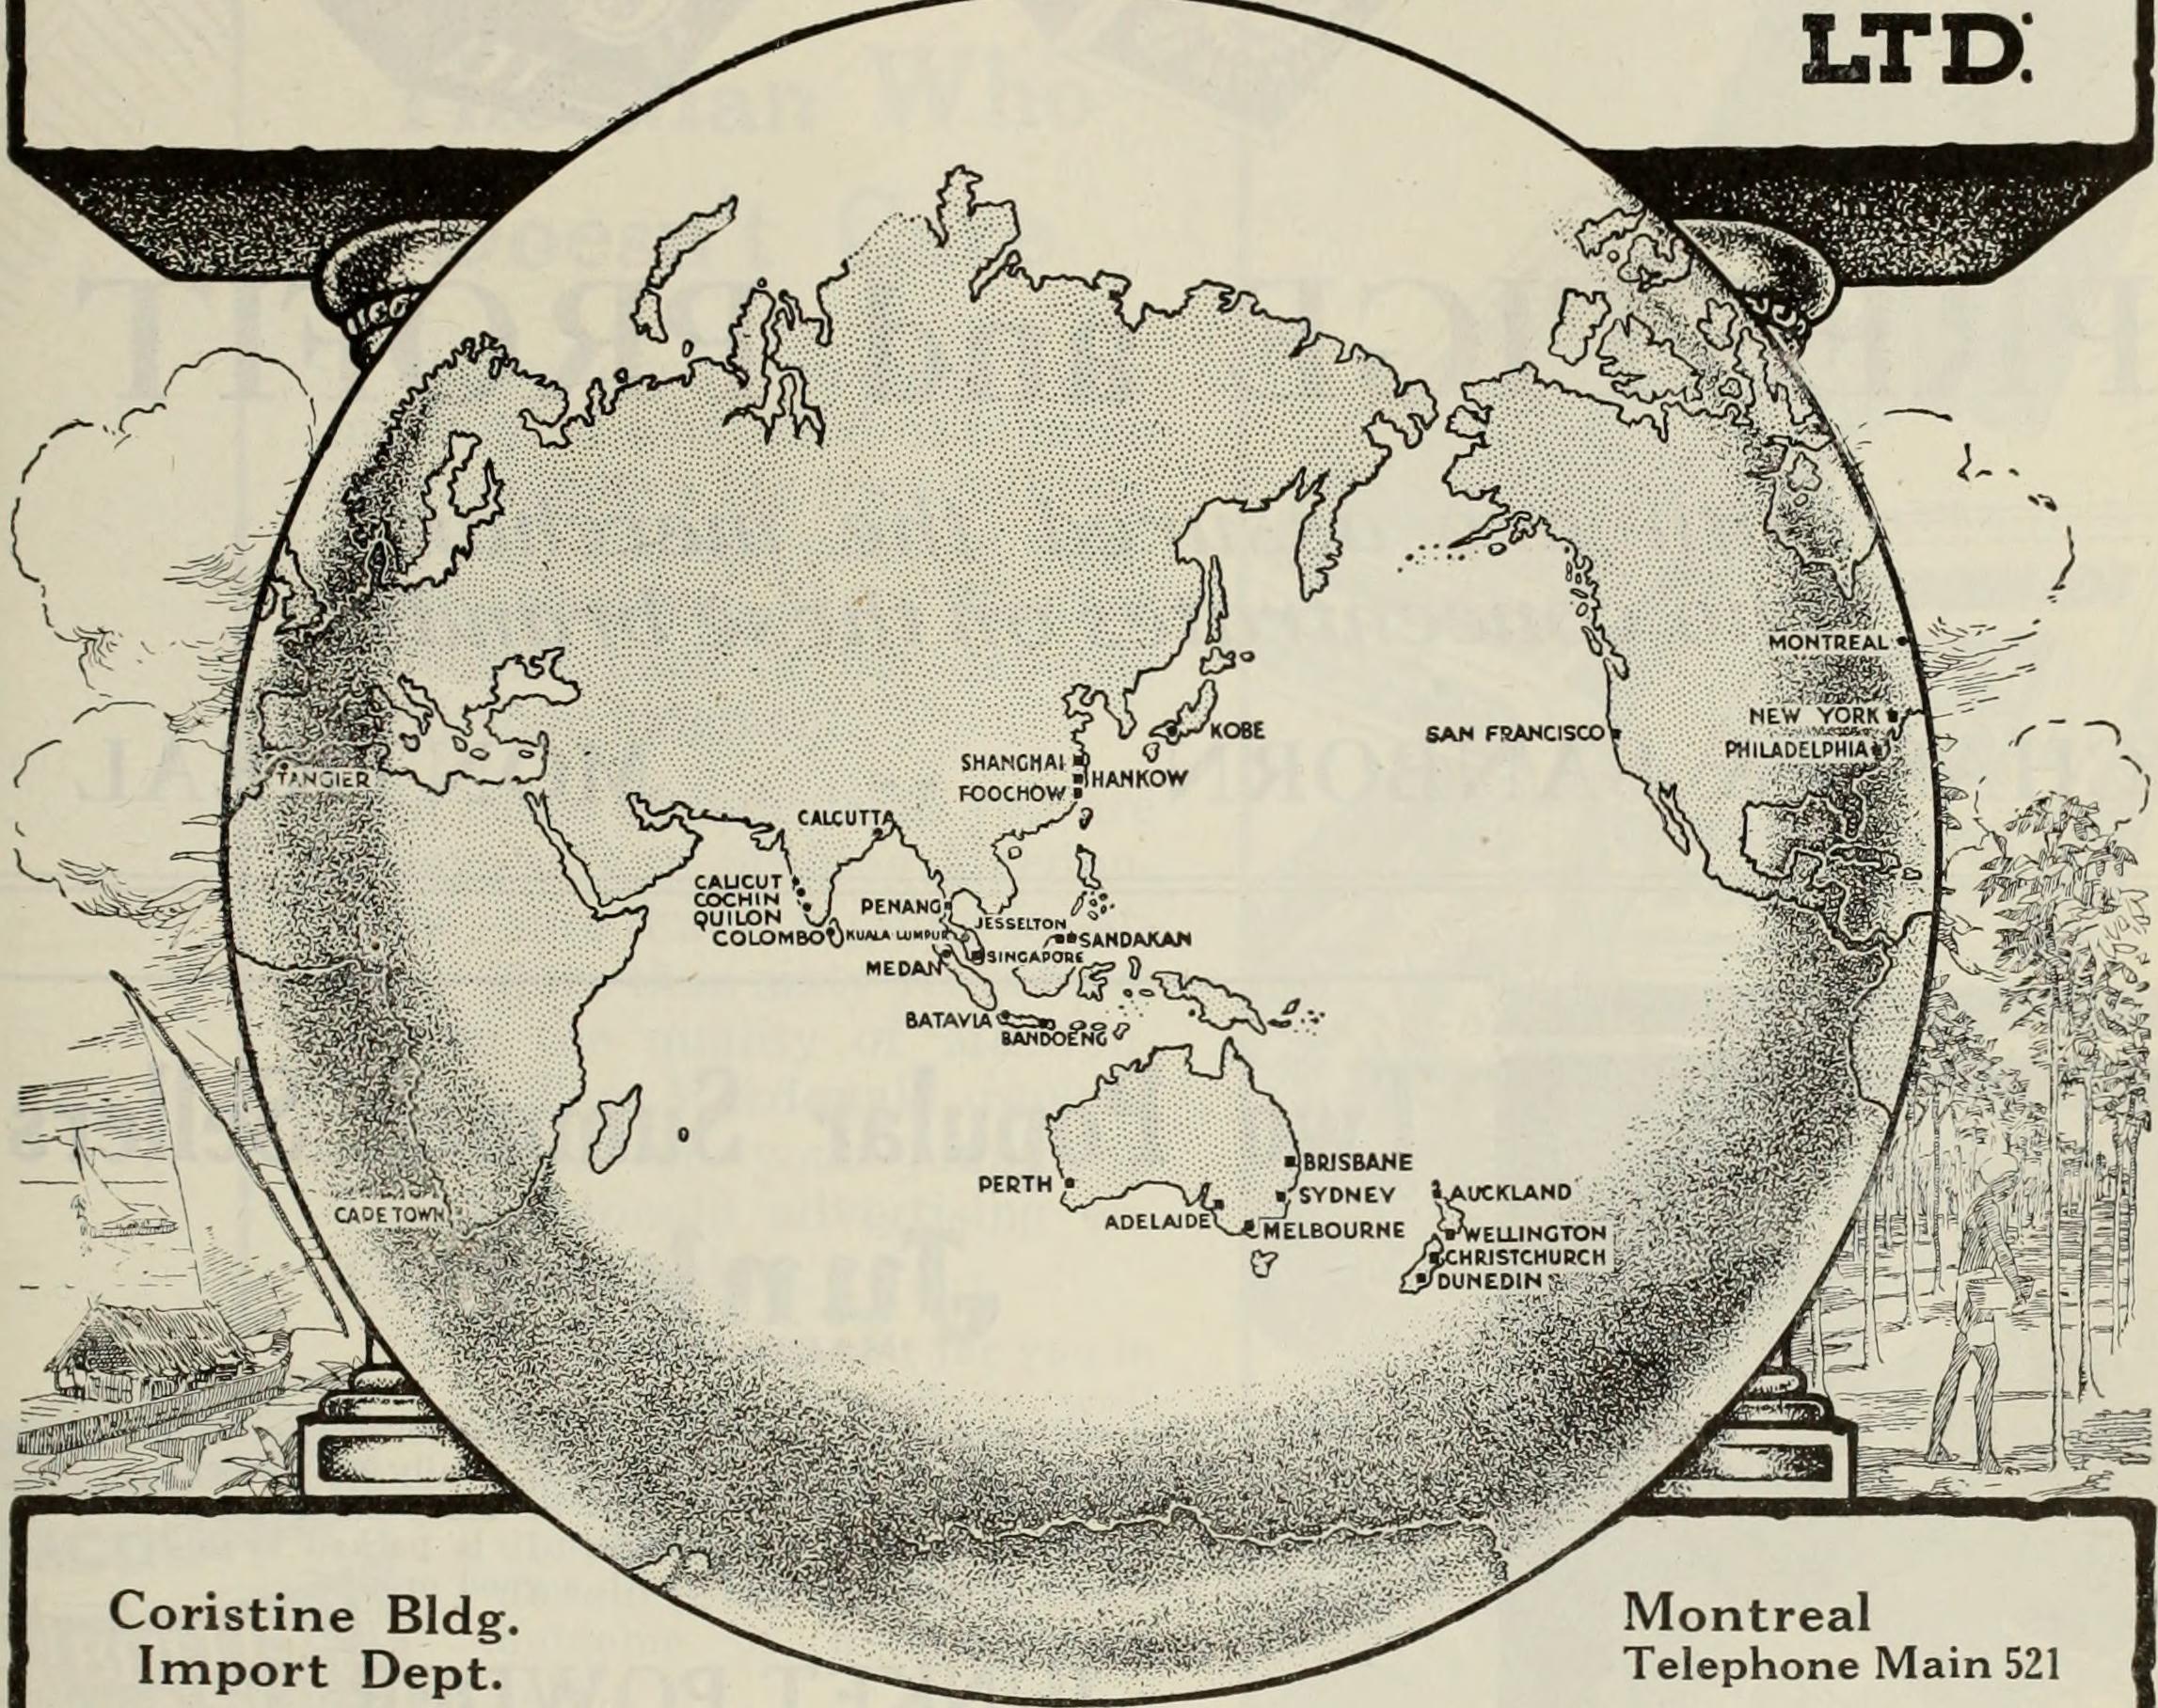 LTD.
MONTREAL
NEW YORK
SAN FRANCISCO
KOBE
PHILADELPHIA
SHANGHAI
TANGIER
HANKOW
FOOCHOW
CALCUTTA
CALICUT
COCHIN
PENANG
QUILON
JESSELTON
COLOMBO
KUALA LUMPUR
SANDAKAN
SINGAPORE
MEDAN
BATAVIA
BANDOENG
BRISBANE
PERTH
SYDNEY
AUCKLAND
CAPE TOWN
ADELAIDE
MELBOURNE
WELLINGTON
CHRISTCHURCH
DUNEDIN
Coristine Bldg.
Import Dept.
Montreal
Telephone Main 521